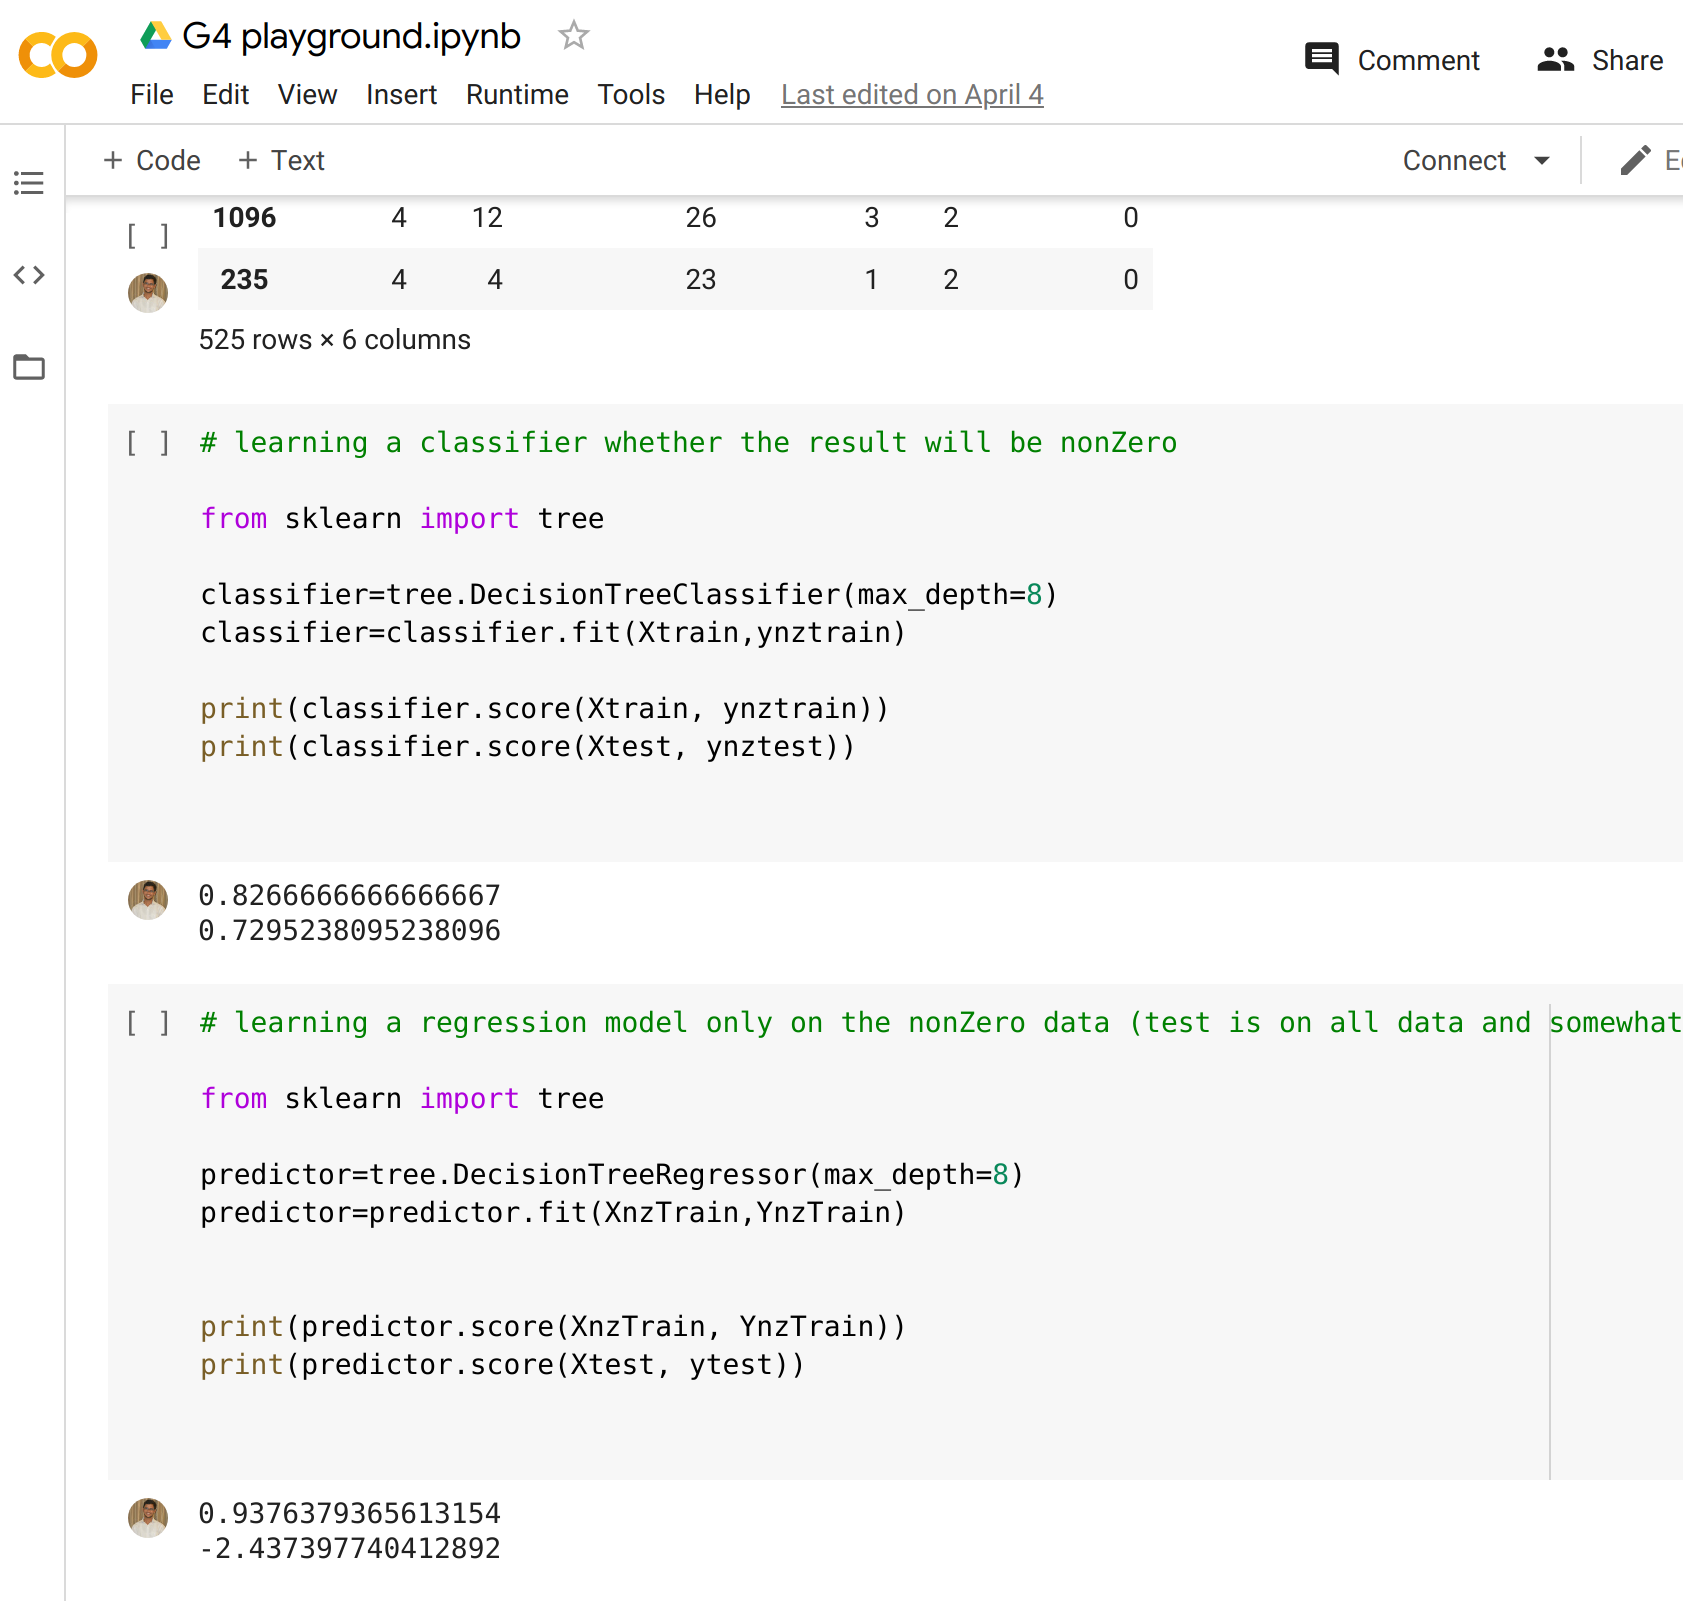 G4 playground.ipynb
Comment
Share
File Edit View Insert Runtime Tools Help Last edited on April 4
+ Code + Text
Connect
[ ]
1096 4 12 26 3 2 0
235 4 4 23 1 2 0
525 rows × 6 columns
[ ] # learning a classifier whether the result will be nonZero
from sklearn import tree
classifier=tree.DecisionTreeClassifier(max_depth=8)
classifier=classifier.fit(Xtrain,ynztrain)
print(classifier.score(Xtrain, ynztrain))
print(classifier.score(Xtest, ynztest))
0.8266666666666667
0.7295238095238096
[ ] # learning a regression model only on the nonZero data (test is on all data and somewhat
from sklearn import tree
predictor=tree.DecisionTreeRegressor(max_depth=8)
predictor=predictor.fit(XnzTrain,YnzTrain)
print(predictor.score(XnzTrain, YnzTrain))
print(predictor.score(Xtest, ytest))
0.9376379365613154
-2.437397740412892